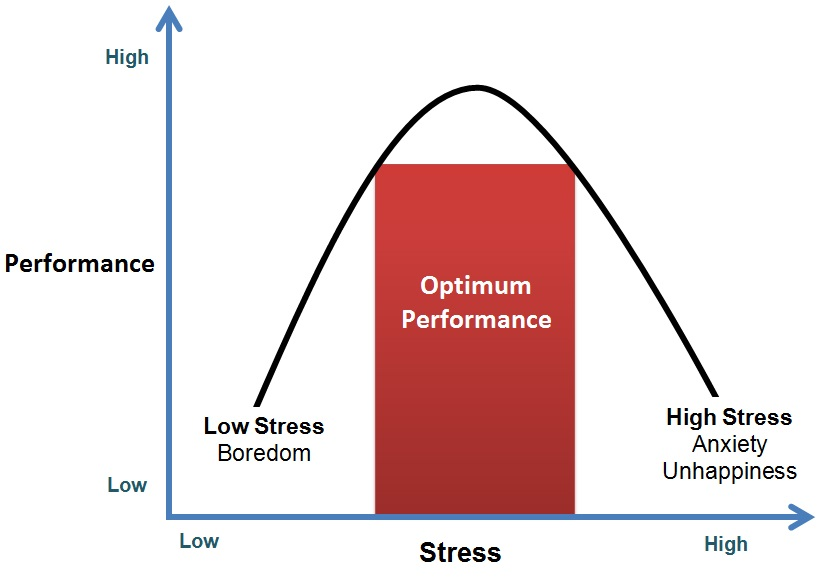 High
Performance
Optimum
Performance
Low Stress
Boredom
High Stress
Anxiety
Unhappiness
Low
Low
Stress
High